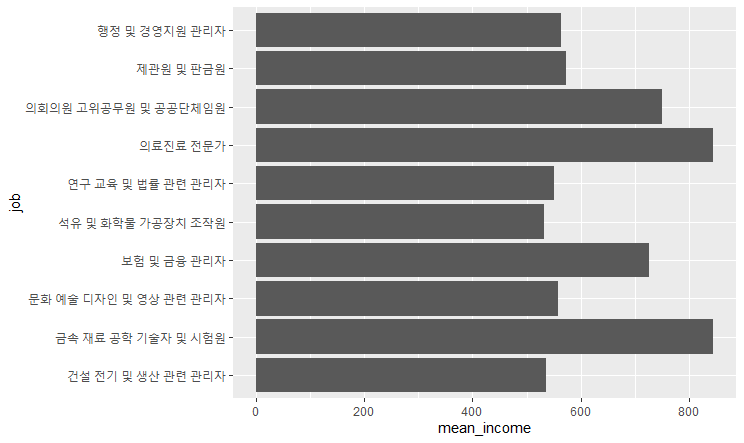 행정 및 경영지원 관리자
제관원 및 판금원
의회의원 고위공무원 및 공공단체임원
의료진료 전문가
연구 교육 및 법률 관련 관리자
석유 및 화학물 가공장치 조작원
보험 및 금융 관리자
문화 예술 디자인 및 영상 관련 관리자
금속 재료 공학 기술자 및 시험원
건설 전기 및 생산 관련 관리자
job
0 200 400 600 800
mean_income